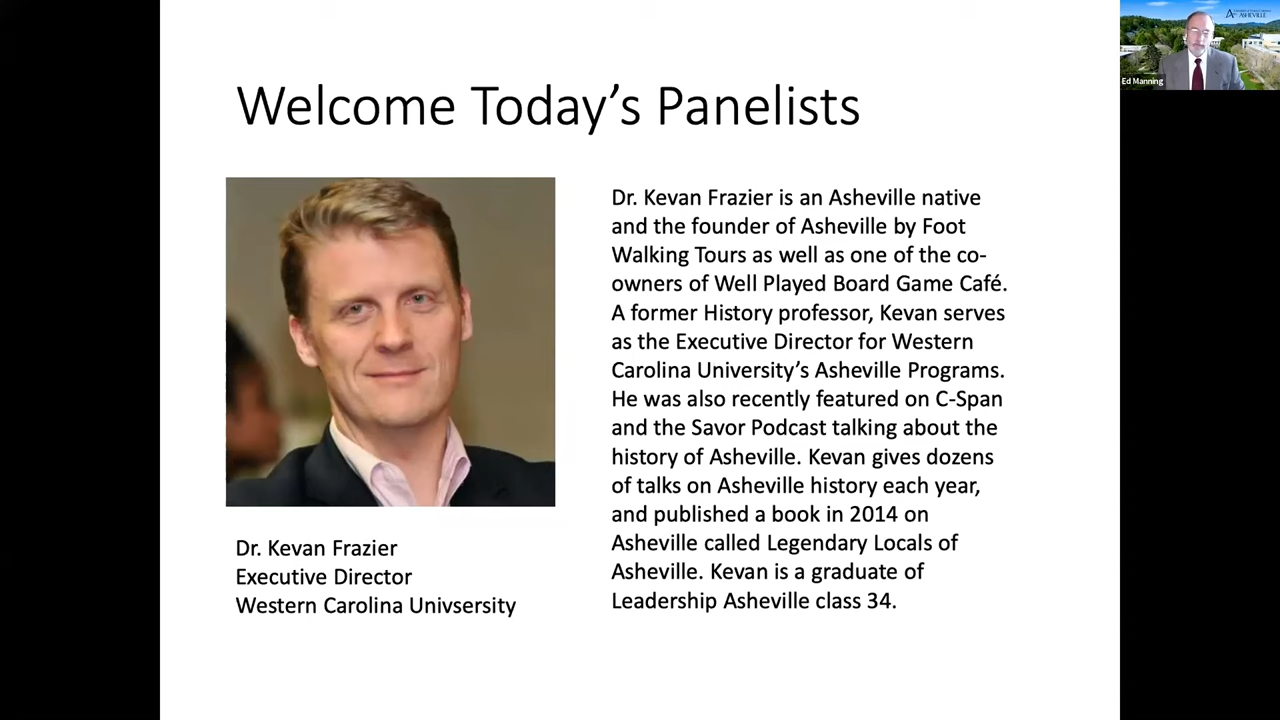 Welcome Today's Panelists
Dr. Kevan Frazier is an Asheville native
and the founder of Asheville by Foot
Walking Tours as well as one of the co-
owners of Well Played Board Game Café.
A former History professor, Kevan serves
as the Executive Director for Western
Carolina University's Asheville Programs.
He was also recently featured on C-Span
and the Savor Podcast talking about the
history of Asheville. Kevan gives dozens
of talks on Asheville history each year,
and published a book in 2014 on
Asheville called Legendary Locals of
Asheville. Kevan is a graduate of
Leadership Asheville class 34.
Dr. Kevan Frazier
Executive Director
Western Carolina Univsersity
ASHEVILLE
Ed Manning